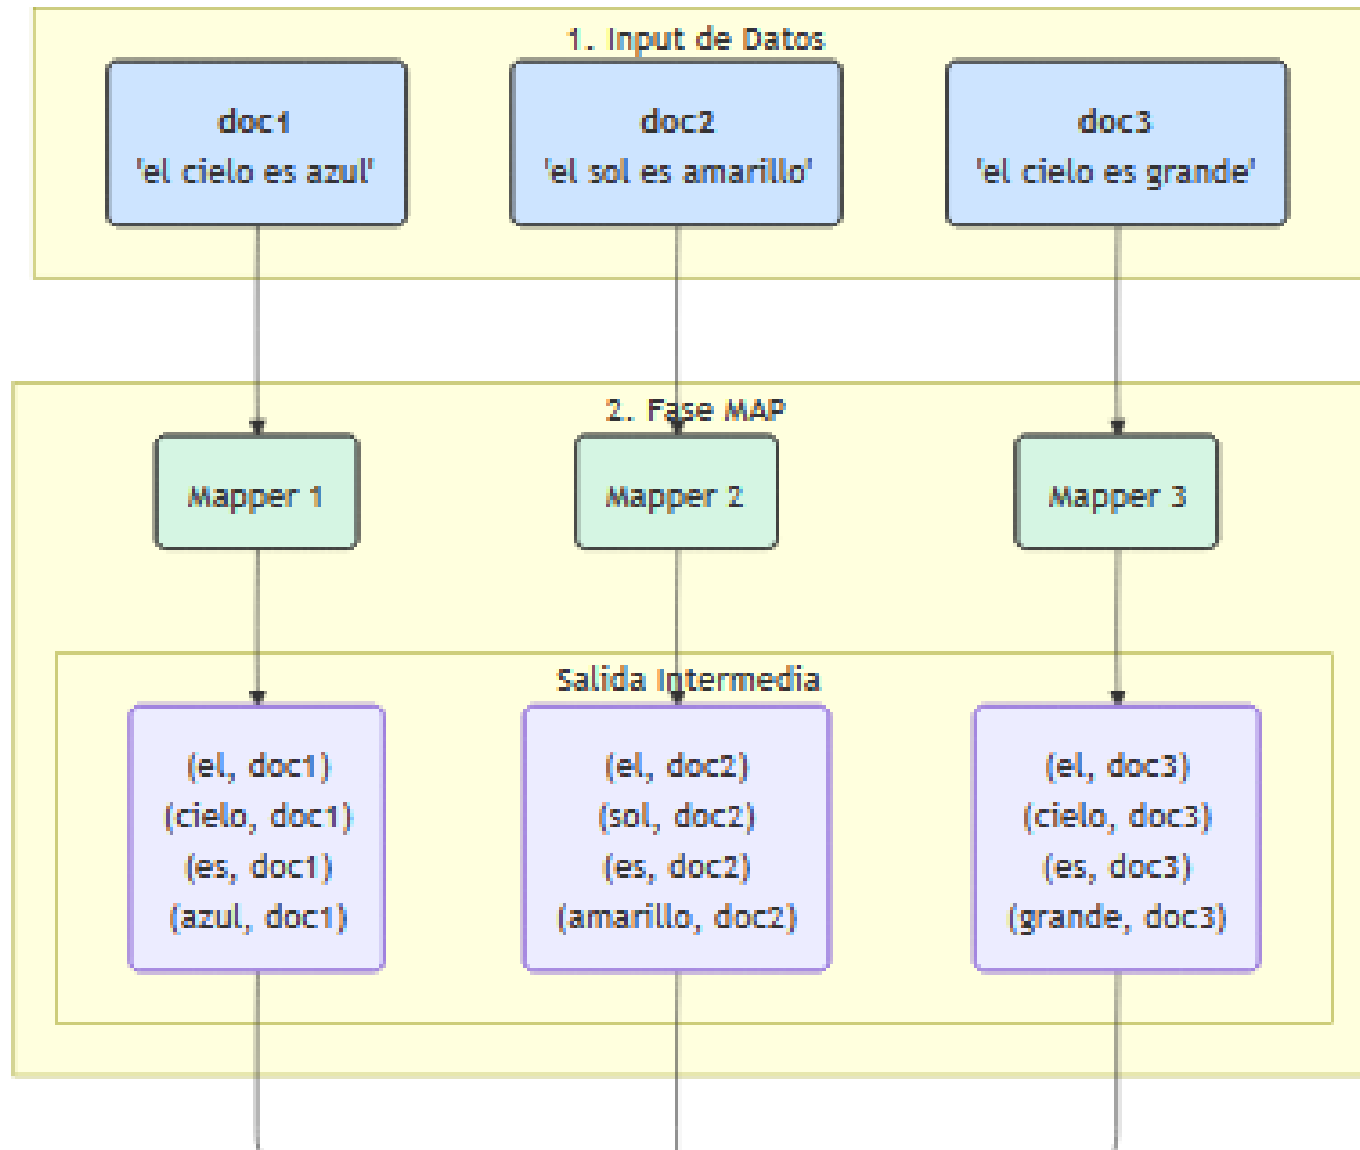 1. Input de Datos
doc1
'el cielo es azul'
doc2
'el sol es amarillo'
doc3
'el cielo es grande'
2. Fase MAP
Mapper 1
Mapper 2
Mapper 3
Salida Intermedia
(el, doc1)
(cielo, doc1)
(es, doc1)
(azul, doc1)
(el, doc2)
(sol, doc2)
(es, doc2)
(amarillo, doc2)
(el, doc3)
(cielo, doc3)
(es, doc3)
(grande, doc3)